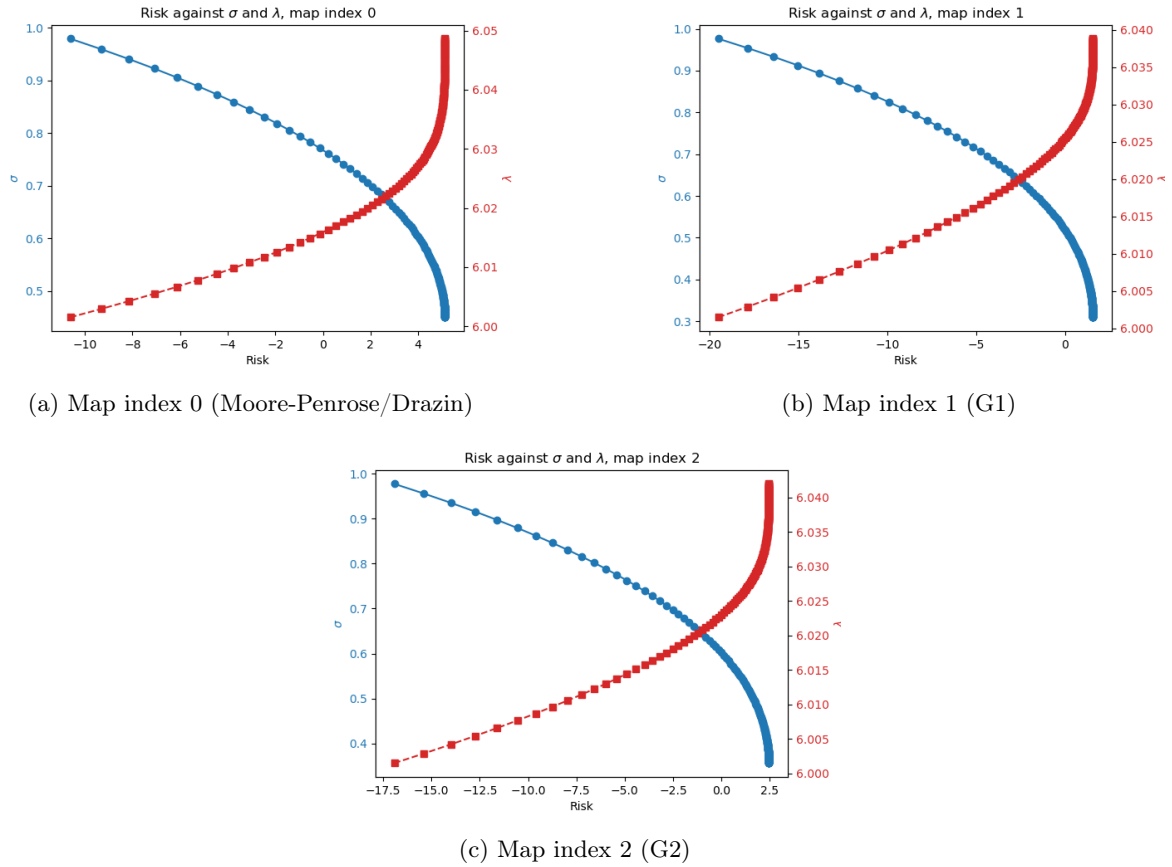 Risk against σ and λ, map index 0
1.0
0.9
0.8
0.7
0.6
0.5
σ
6.05
6.04
6.03
6.02
6.01
6.00
λ
−10 −8 −6 −4 −2 0 2 4
Risk
(a) Map index 0 (Moore-Penrose/Drazin)
Risk against σ and λ, map index 1
1.0
0.9
0.8
0.7
0.6
0.5
0.4
0.3
σ
6.040
6.035
6.030
6.025
6.020
6.015
6.010
6.005
6.000
λ
−20 −15 −10 −5 0
Risk
(b) Map index 1 (G1)
Risk against σ and λ, map index 2
1.0
0.9
0.8
0.7
0.6
0.5
0.4
σ
6.040
6.035
6.030
6.025
6.020
6.015
6.010
6.005
6.000
λ
−17.5 −15.0 −12.5 −10.0 −7.5 −5.0 −2.5 0.0 2.5
Risk
(c) Map index 2 (G2)